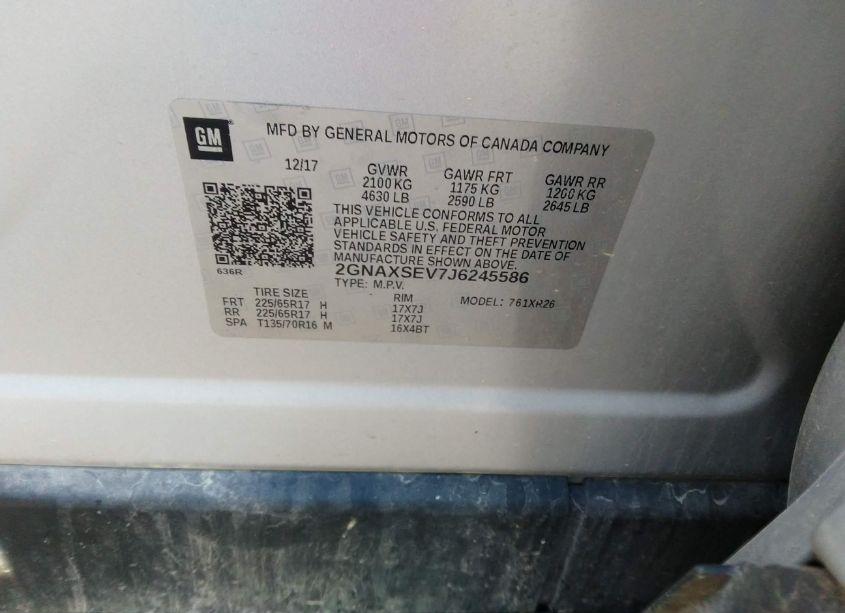 GM
MFD BY GENERAL MOTORS OF CANADA COMPANY
12/17 GVWR GAWR FRT GAWR RR
2100 KG 1175 KG 1200 KG
4630 LB 2590 LB 2645 LB
THIS VEHICLE CONFORMS TO ALL
APPLICABLE U.S. FEDERAL MOTOR
VEHICLE SAFETY AND THEFT PREVENTION
STANDARDS IN EFFECT ON THE DATE OF
MANUFACTURE SHOWN ABOVE.
636R
2GNAXSEV7J6245586
TYPE: M.P.V.
TIRE SIZE RIM MODEL: 761XR26
FRT 225/65R17 H 17X7J
RR 225/65R17 H 17X7J
SPA T135/70R16 M 16X4BT